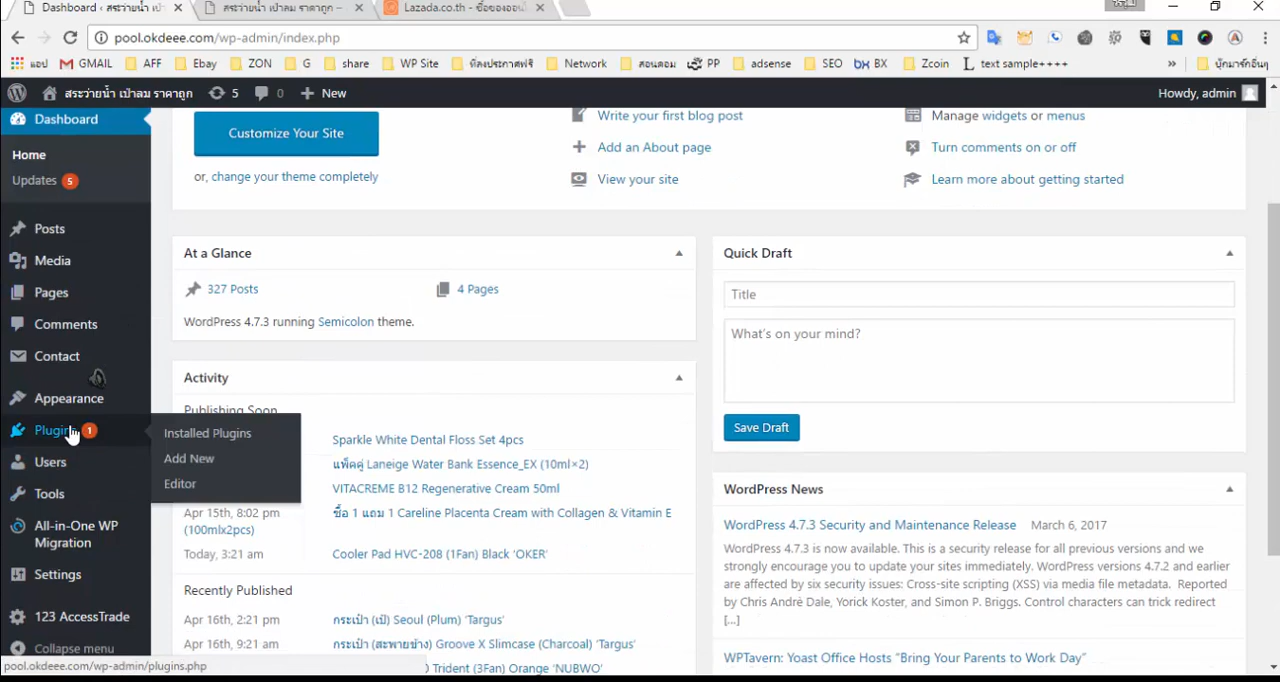 Dashboard ‹ สระว่ายน้ำ เป่
สระว่ายน้ำ เป่าลม ราคาถูก –
Lazada.co.th - ช้อปของออน
pool.okdeee.com/wp-admin/index.php
แอป GMAIL AFF Ebay ZON G share WP Site Network PP adsense SEO BX Zcoin text sample++++ » บุ๊กมาร์กอื่นๆ
สระว่ายน้ำ เป่าลม ราคาถูก 5 0 + New Howdy, admin
Dashboard
Home
Updates 5
Posts
Media
Pages
Comments
Contact
Appearance
Plugin 1
Installed Plugins
Add New
Editor
Users
Tools
All-in-One WP
Migration
Settings
123 AccessTrade
Collapse menu
pool.okdeee.com/wp-admin/plugins.php
Customize Your Site
or, change your theme completely
Write your first blog post
Add an About page
View your site
Manage widgets or menus
Turn comments on or off
Learn more about getting started
At a Glance
327 Posts 4 Pages
WordPress 4.7.3 running Semicolon theme.
Activity
Publishing Soon
Sparkle White Dental Floss Set 4pcs
แพ็คคู่ Laneige Water Bank Essence_EX (10ml×2)
VITACREME B12 Regenerative Cream 50ml
Apr 15th, 8:02 pm ซื้อ 1 แถม 1 Careline Placenta Cream with Collagen & Vitamin E
(100mlx2pcs)
Today, 3:21 am Cooler Pad HVC-208 (1Fan) Black 'OKER'
Recently Published
Apr 16th, 2:21 pm กระเป๋า (เป้) Seoul (Plum) 'Targus'
Apr 16th, 9:21 am กระเป๋า (สะพายข้าง) Groove X Slimcase (Charcoal) 'Targus'
0 Trident (3Fan) Orange 'NUBWO'
Quick Draft
Title
What's on your mind?
Save Draft
WordPress News
WordPress 4.7.3 Security and Maintenance Release March 6, 2017
WordPress 4.7.3 is now available. This is a security release for all previous versions and we
strongly encourage you to update your sites immediately. WordPress versions 4.7.2 and earlier
are affected by six security issues: Cross-site scripting (XSS) via media file metadata.  Reported
by Chris Andrè Dale, Yorick Koster, and Simon P. Briggs. Control characters can trick redirect
[...]
WPTavern: Yoast Office Hosts “Bring Your Parents to Work Day”